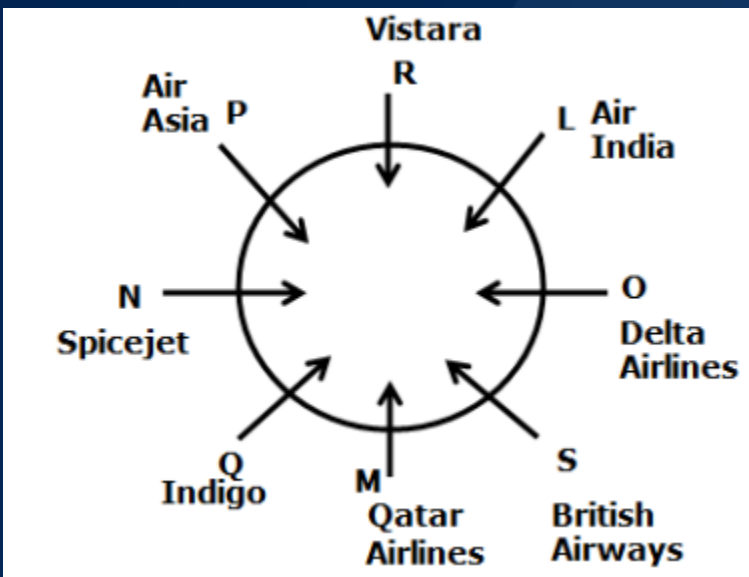 Vistara
R
Air
Asia P
L Air
India
N
Spicejet
O
Delta
Airlines
Q
Indigo
M
Qatar
Airlines
S
British
Airways